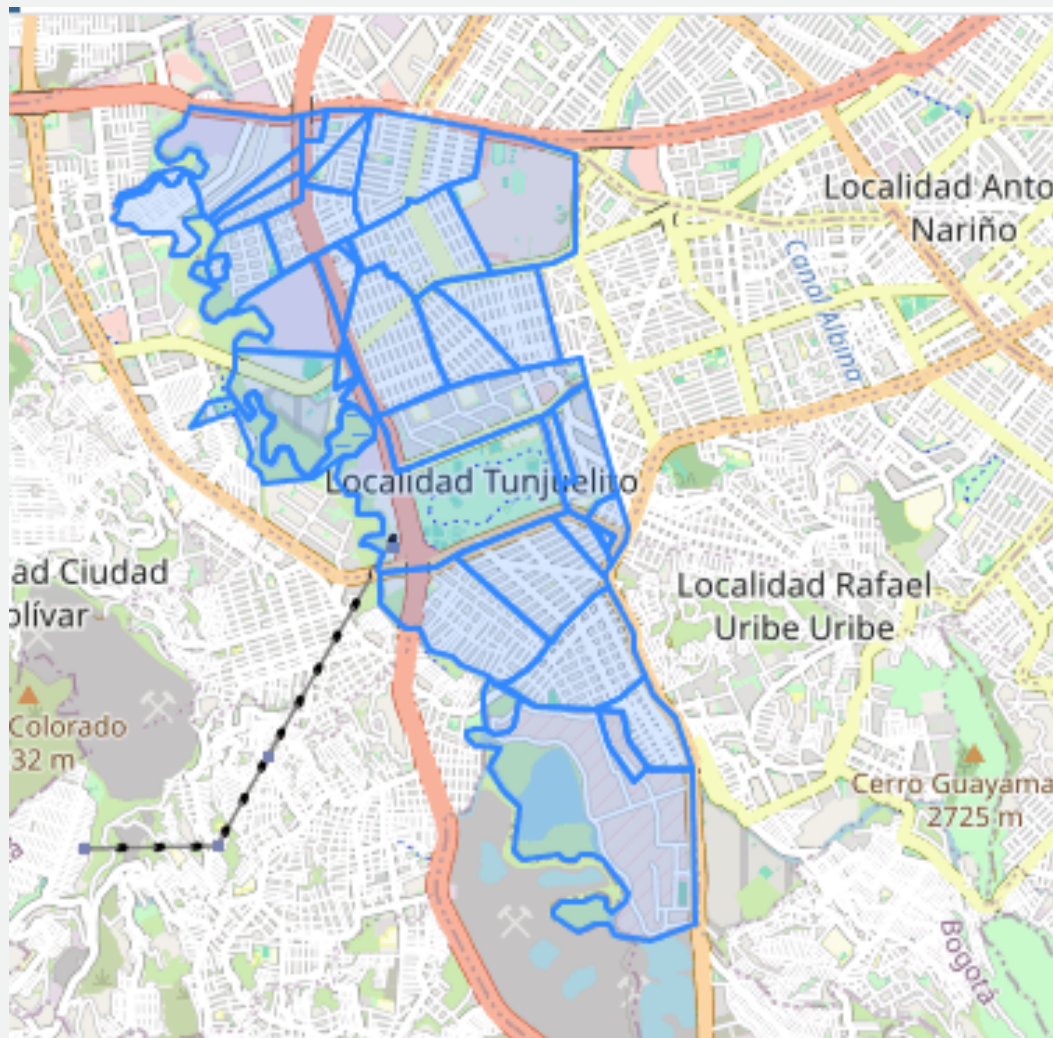 Localidad Anto
Nariño
Canal Albina
Localidad Tunjuelito
ad Ciudad
olívar
Localidad Rafael
Uribe Uribe
Colorado
32 m
Cerro Guayama
2725 m
Bogotá